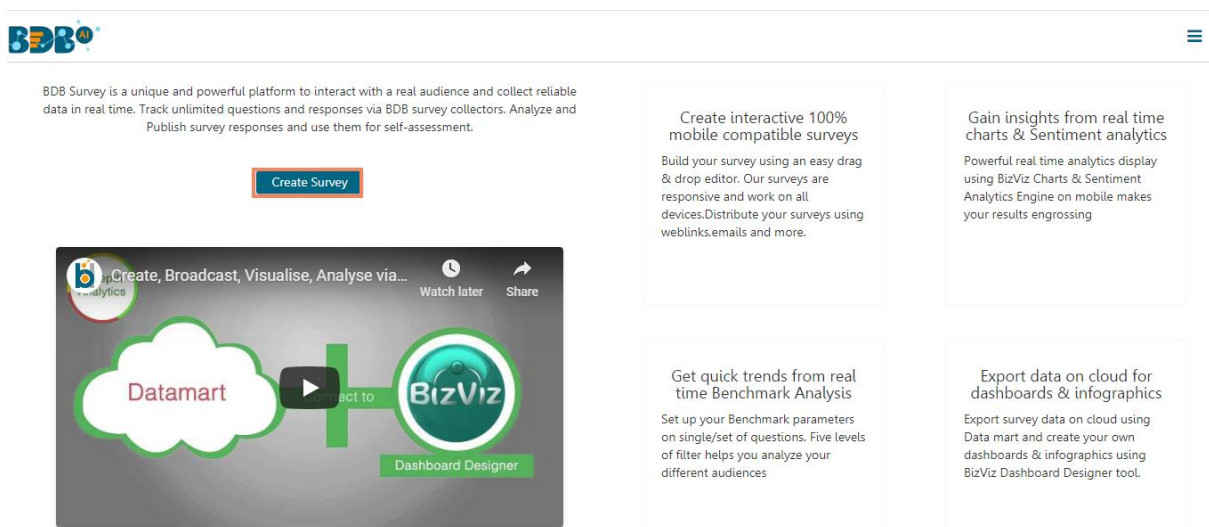 BDB AI
BDB Survey is a unique and powerful platform to interact with a real audience and collect reliable
data in real time. Track unlimited questions and responses via BDB survey collectors. Analyze and
Publish survey responses and use them for self-assessment.
Create Survey
Create, Broadcast, Visualise, Analyse via...
Watch later
Share
Analytics
Datamart
Connect to
BizViz
Dashboard Designer
Create interactive 100%
mobile compatible surveys
Build your survey using an easy drag
& drop editor. Our surveys are
responsive and work on all
devices.Distribute your surveys using
weblinks,emails and more.
Gain insights from real time
charts & Sentiment analytics
Powerful real time analytics display
using BizViz Charts & Sentiment
Analytics Engine on mobile makes
your results engrossing
Get quick trends from real
time Benchmark Analysis
Set up your Benchmark parameters
on single/set of questions. Five levels
of filter helps you analyze your
different audiences
Export data on cloud for
dashboards & infographics
Export survey data on cloud using
Data mart and create your own
dashboards & infographics using
BizViz Dashboard Designer tool.